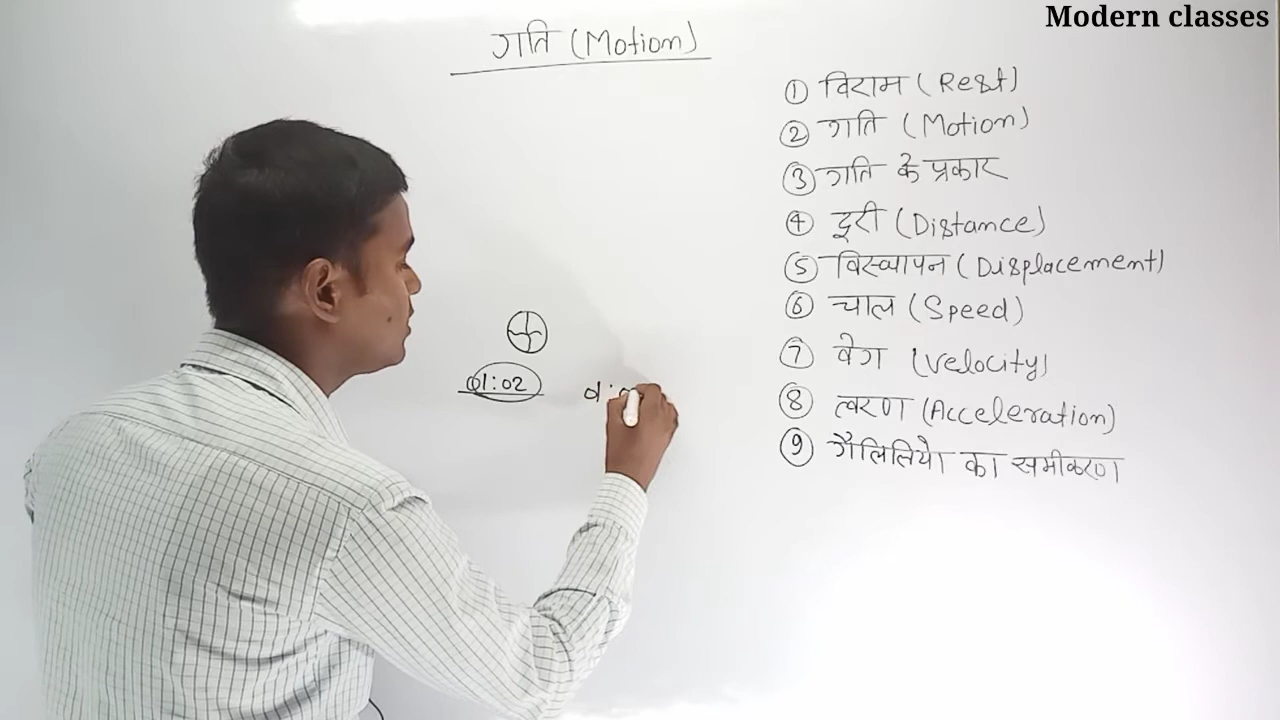 Modern classes
गति (Motion)
① विराम (Rest)
② गति (Motion)
③ गति के प्रकार
④ दूरी (Distance)
⑤ विस्थापन (Displacement)
⑥ चाल (Speed)
⑦ वेग (Velocity)
⑧ त्वरण (Acceleration)
⑨ गैलिलियो का समीकरण
01:02